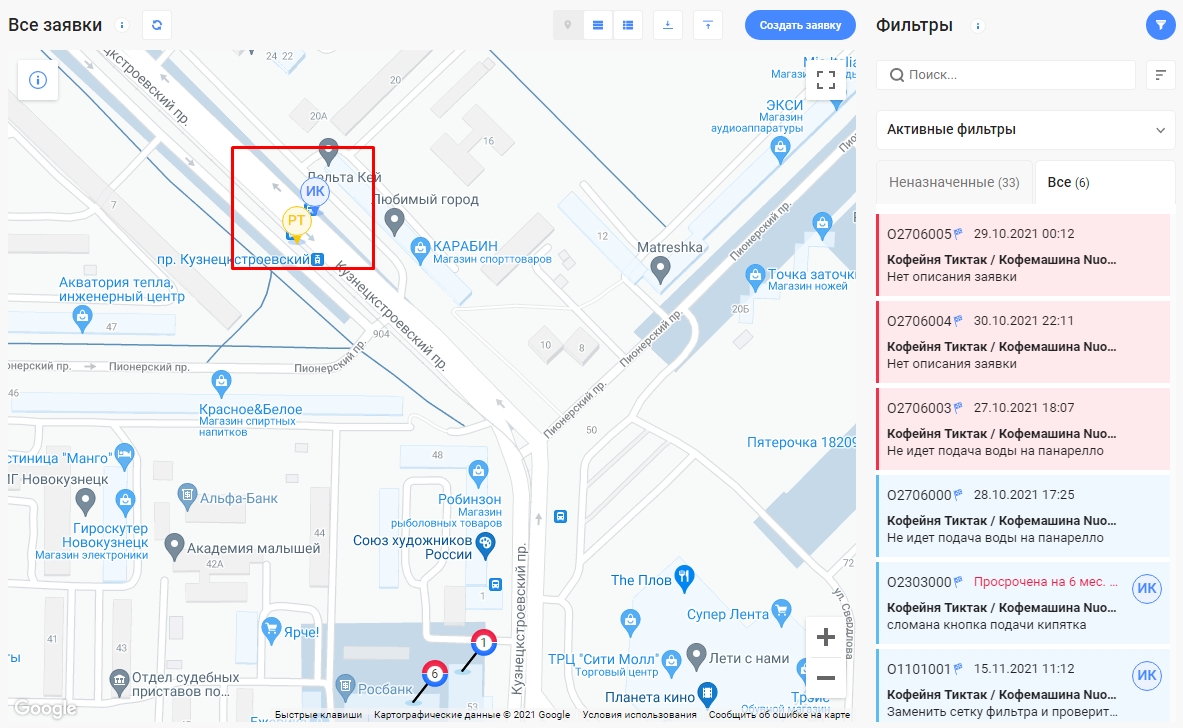 Все заявки
Создать заявку
Фильтры
Поиск...
Активные фильтры
Неназначенные (33)
Все (6)
О2706005 29.10.2021 00:12
Кофейня Тиктак / Кофемашина Nuo...
Нет описания заявки
О2706004 30.10.2021 22:11
Кофейня Тиктак / Кофемашина Nuo...
Нет описания заявки
О2706003 27.10.2021 18:07
Кофейня Тиктак / Кофемашина Nuo...
Не идет подача воды на панарелло
О2706000 28.10.2021 17:25
Кофейня Тиктак / Кофемашина Nuo...
Не идет подача воды на панарелло
О2303000 Просрочена на 6 мес. ...
ИК
Кофейня Тиктак / Кофемашина Nuo...
сломана кнопка подачи кипятка
О1101001 15.11.2021 11:12
ИК
Кофейня Тиктак / Кофемашина Nuo...
Заменить сетку фильтра и проверит...
24 22
20
20А
16
7
12
Дельта Кей
ИК
РТ
Любимый город
пр. Кузнецкстроевский
КАРАБИН
Магазин спорттоваров
ЭКСИ
Магазин
аудиоаппаратуры
Matreshka
Точка заточки
Магазин ножей
20Б
Пионерский пр.
Кузнецкстроевский пр.
Акватория тепла,
инженерный центр
47
904
10
8
Пионерский пр.
Пионерский пр.
Пионерский пр.
Пионерский пр.
46
50
48
Красное&Белое
Магазин спиртных
напитков
Пятерочка 18209
стиница "Манго"
ЛГ Новокузнецк
Альфа-Банк
Гироскутер
Новокузнецк
Магазин электроники
Академия малышей
42А
44
Робинзон
Магазин
рыболовных товаров
Союз художников
России
72
The Плов
Супер Лента
ул. Свердлова
1
Кузнецкстроевский пр.
41
43
44
Ярче!
1
6
ТРЦ "Сити Молл"
Торговый центр
Лети с нами
Отдел судебных
приставов по...
Росбанк
53
Планета кино
Трэйс
Обувной магазин
Google
Быстрые клавиши
Картографические данные © 2021 Google
Условия использования
Сообщить об ошибке на карте